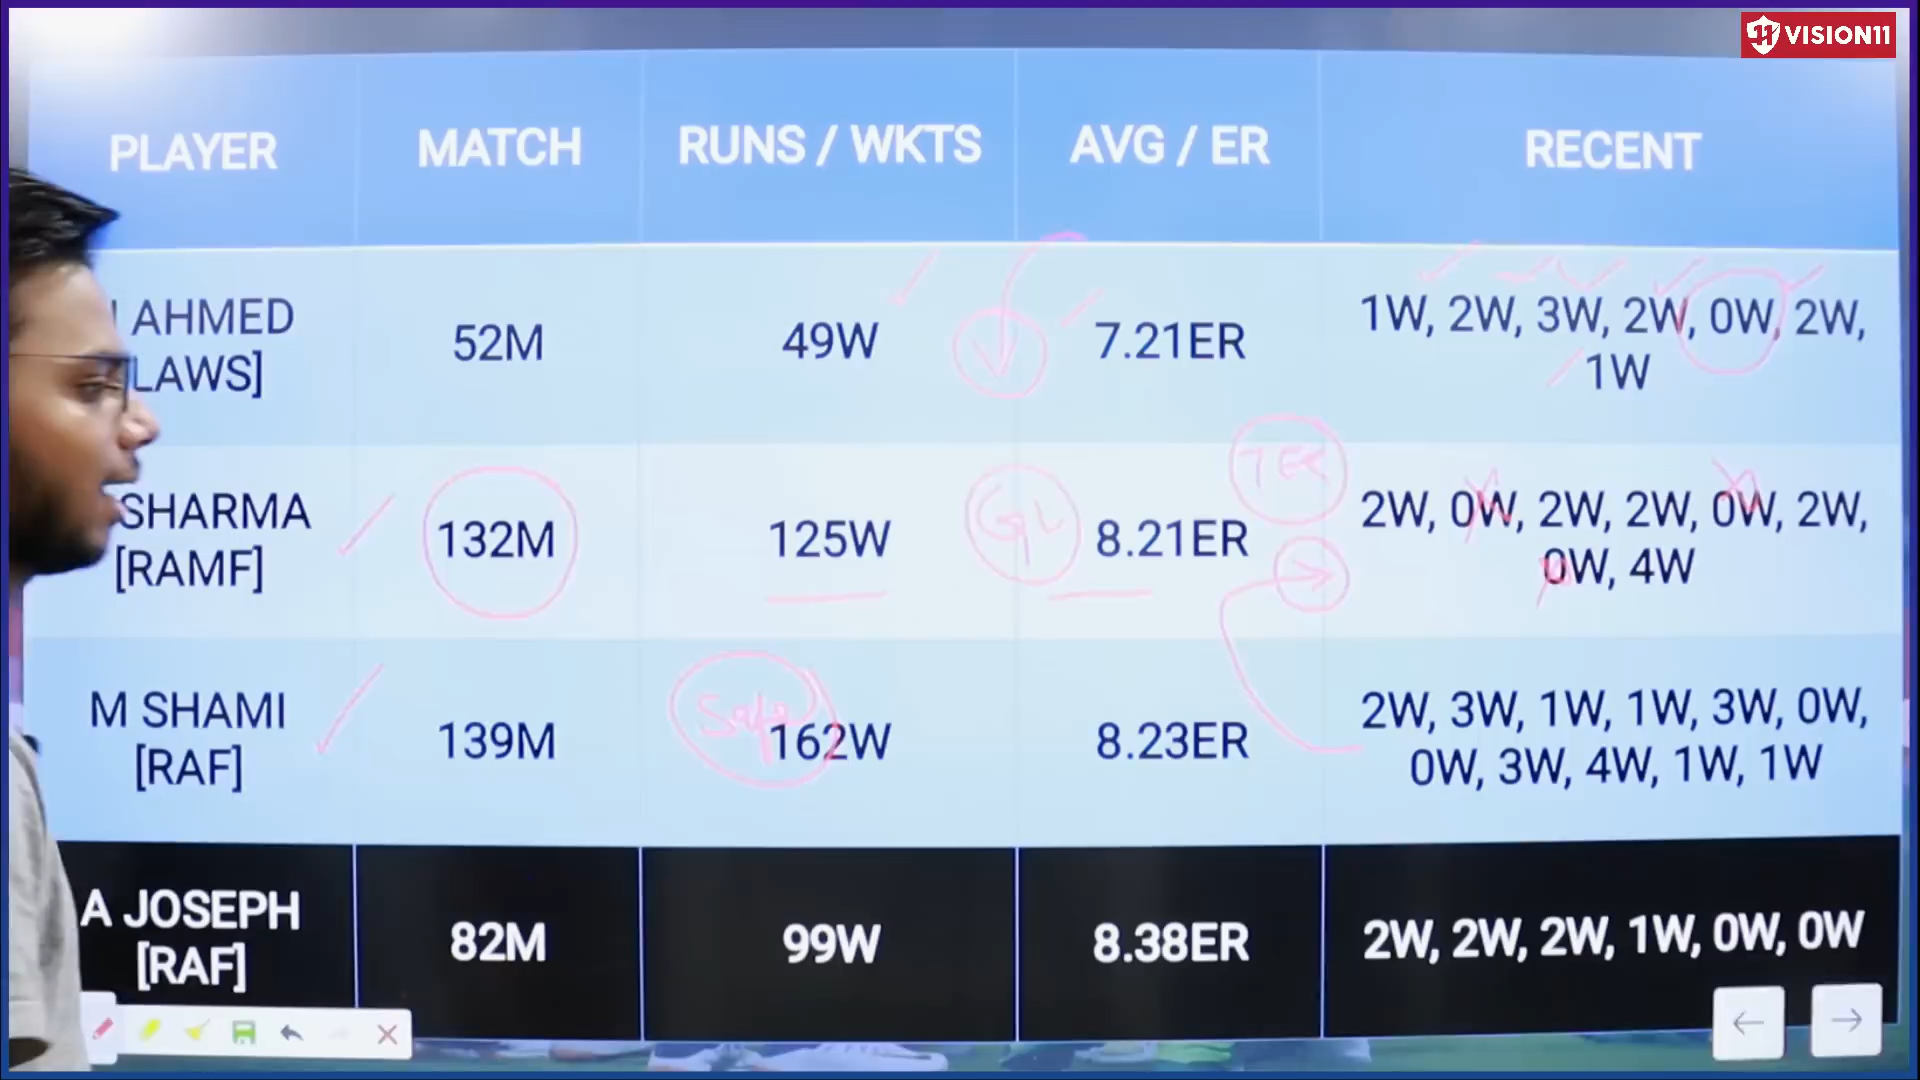 VISION11
PLAYER MATCH RUNS / WKTS AVG / ER RECENT
AHMED
LAWS]
52M 49W 7.21ER
1W, 2W, 3W, 2W, 0W, 2W,
1W
SHARMA
[RAMF]
132M 125W GL 8.21ER
2W, 0W, 2W, 2W, 0W, 2W,
0W, 4W
M SHAMI
[RAF]
139M Safe 162W 8.23ER
2W, 3W, 1W, 1W, 3W, 0W,
0W, 3W, 4W, 1W, 1W
A JOSEPH
[RAF]
82M 99W 8.38ER
2W, 2W, 2W, 1W, 0W, 0W